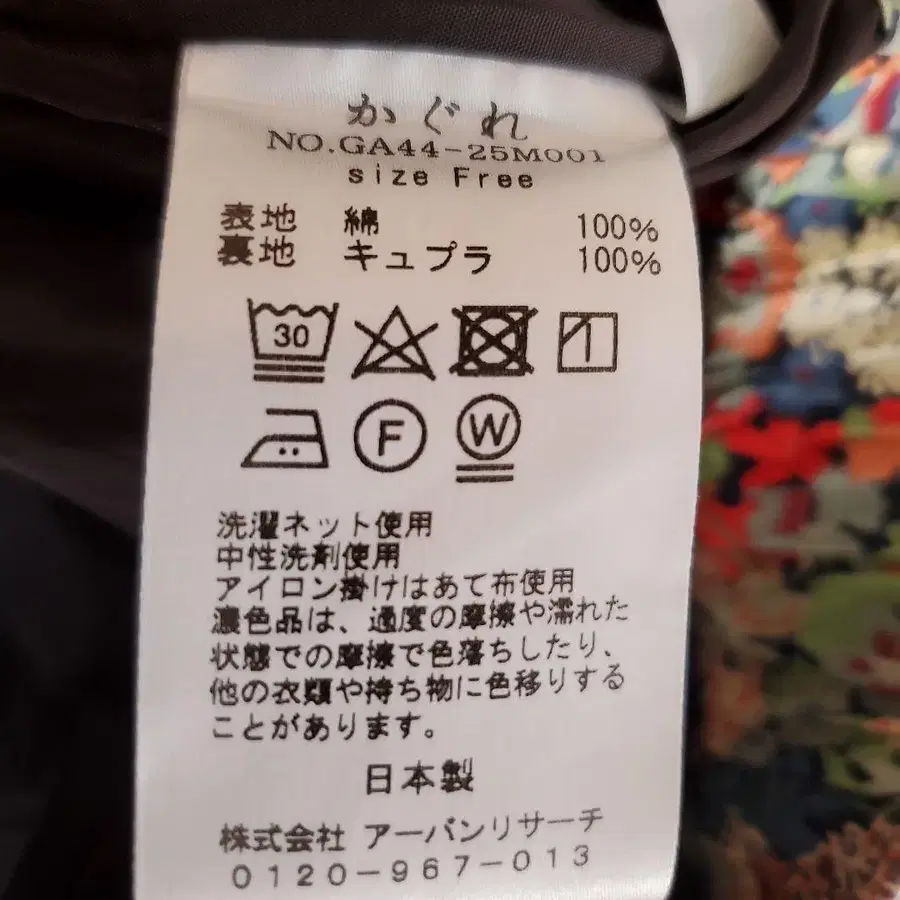 かぐれ
NO.GA44-25M001
size Free
表地 綿 100%
裏地 キュプラ 100%
30
F
W
洗濯ネット使用
中性洗剤使用
アイロン掛けはあて布使用
濃色品は、過度の摩擦や濡れた
状態での摩擦で色落ちしたり、
他の衣類や持ち物に色移りする
ことがあります。
日本製
株式会社 アーバンリサーチ
0120-967-013